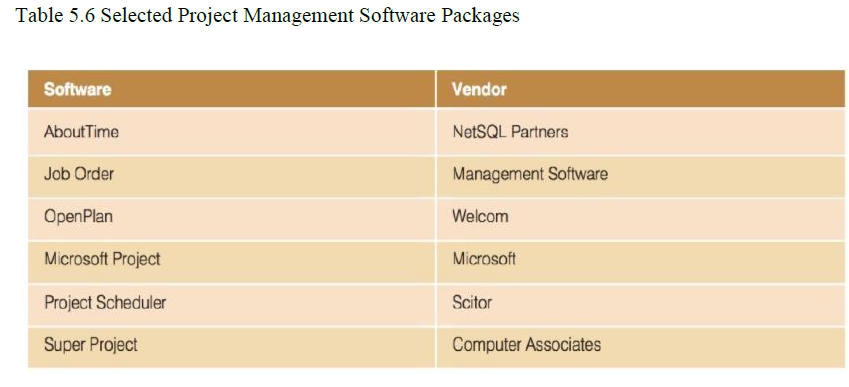 Table 5.6 Selected Project Management Software Packages
Software Vendor
AboutTime NetSQL Partners
Job Order Management Software
OpenPlan Welcom
Microsoft Project Microsoft
Project Scheduler Scitor
Super Project Computer Associates